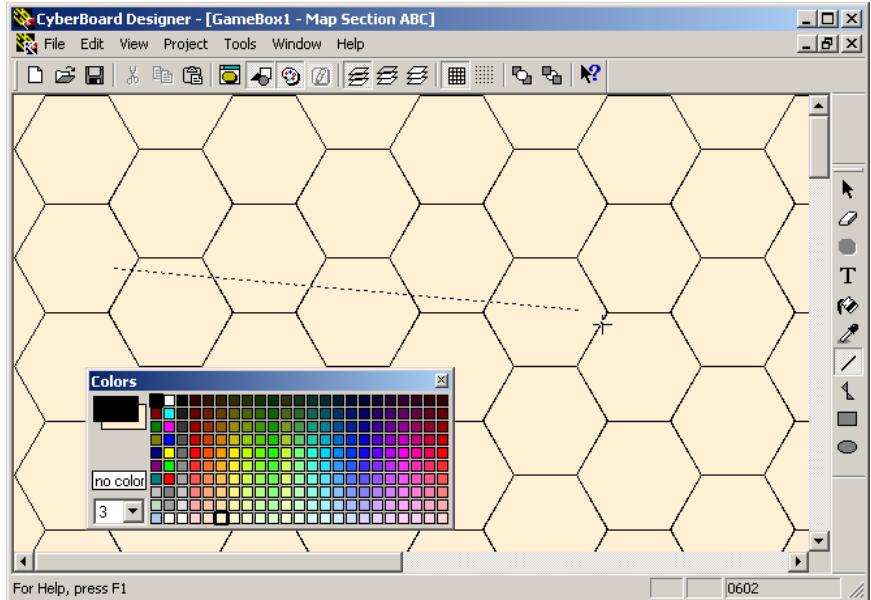 CyberBoard Designer - [GameBox1 - Map Section ABC]
File Edit View Project Tools Window Help
T
Colors
no color
3
For Help, press F1
0602